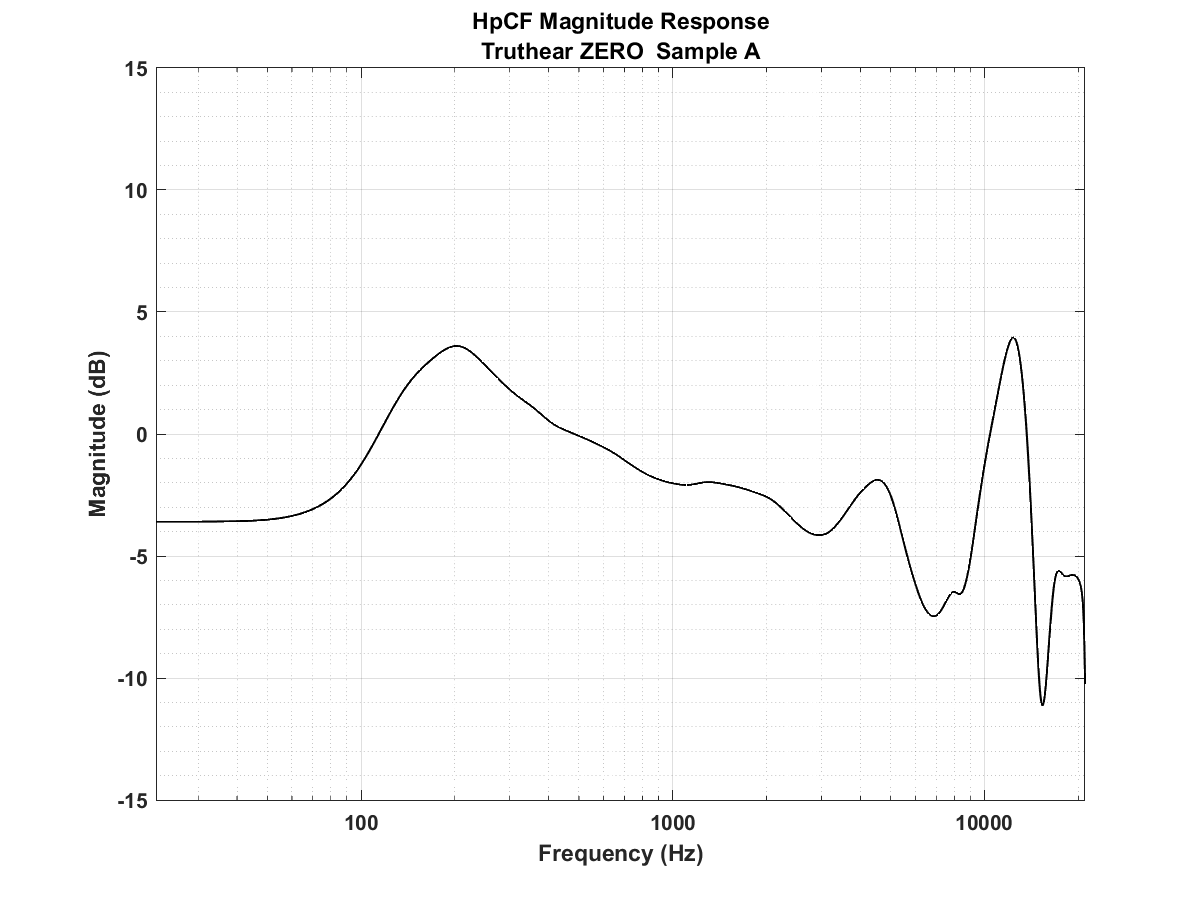 HpCF Magnitude Response
Truthear ZERO  Sample A
15
10
5
0
-5
-10
-15
Magnitude (dB)
100
1000
10000
Frequency (Hz)